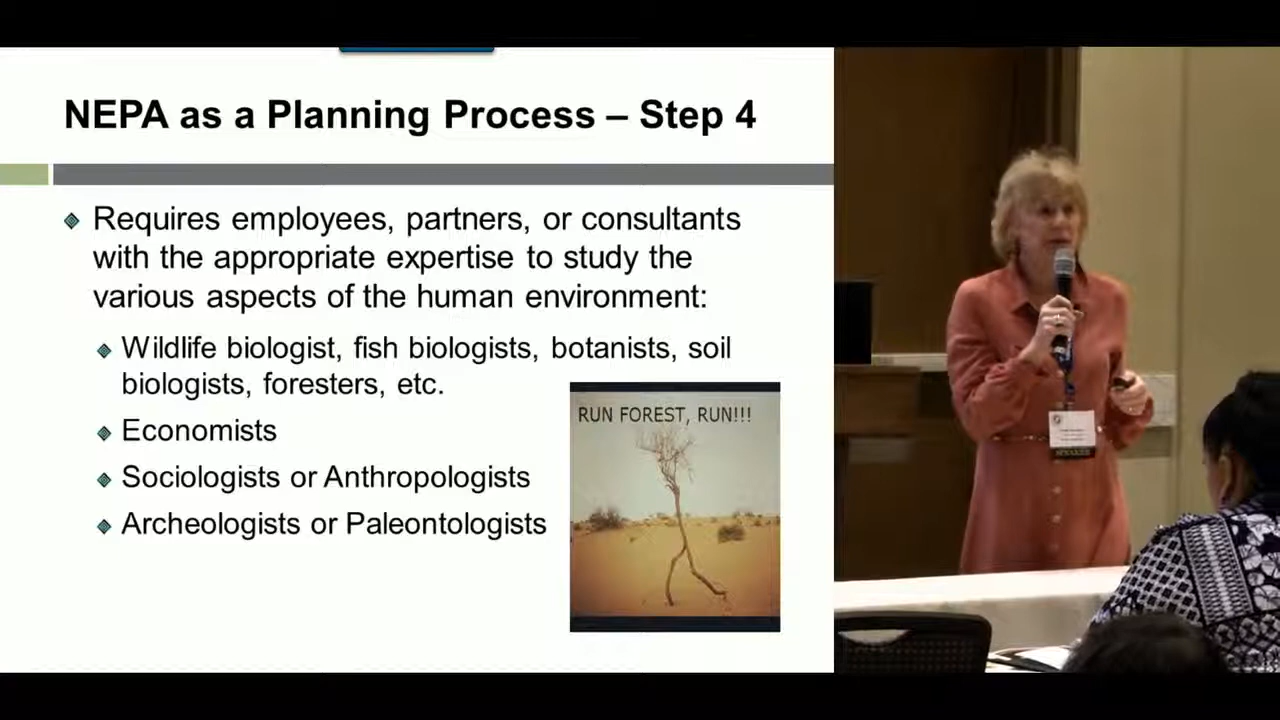 NEPA as a Planning Process – Step 4
Requires employees, partners, or consultants
with the appropriate expertise to study the
various aspects of the human environment:
Wildlife biologist, fish biologists, botanists, soil
biologists, foresters, etc.
Economists
Sociologists or Anthropologists
Archeologists or Paleontologists
RUN FOREST, RUN!!!
SPEAKER